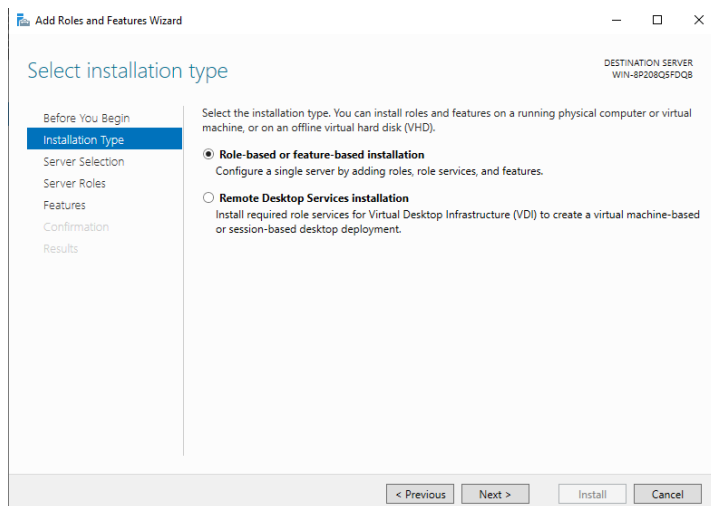 Add Roles and Features Wizard
Select installation type
DESTINATION SERVER
WIN-8P208Q5FDQB
Before You Begin
Installation Type
Server Selection
Server Roles
Features
Confirmation
Results
Select the installation type. You can install roles and features on a running physical computer or virtual
machine, or on an offline virtual hard disk (VHD).
Role-based or feature-based installation
Configure a single server by adding roles, role services, and features.
Remote Desktop Services installation
Install required role services for Virtual Desktop Infrastructure (VDI) to create a virtual machine-based
or session-based desktop deployment.
< Previous
Next >
Install
Cancel